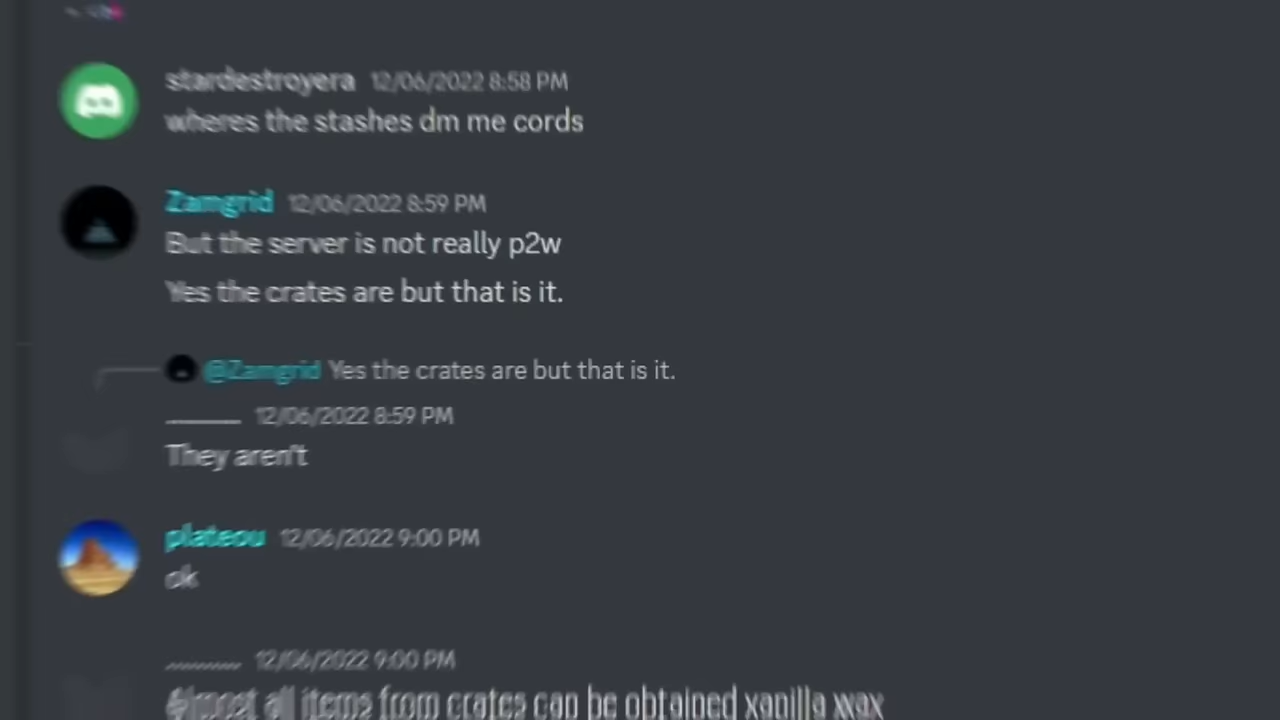 stardestroyera 12/06/2022 8:58 PM
wheres the stashes dm me cords
Zamgrid 12/06/2022 8:59 PM
But the server is not really p2w
Yes the crates are but that is it.
@Zamgrid Yes the crates are but that is it.
12/06/2022 8:59 PM
They aren't
plateou 12/06/2022 9:00 PM
ok
12/06/2022 9:00 PM
Almost all items from crates can be obtained vanilla way